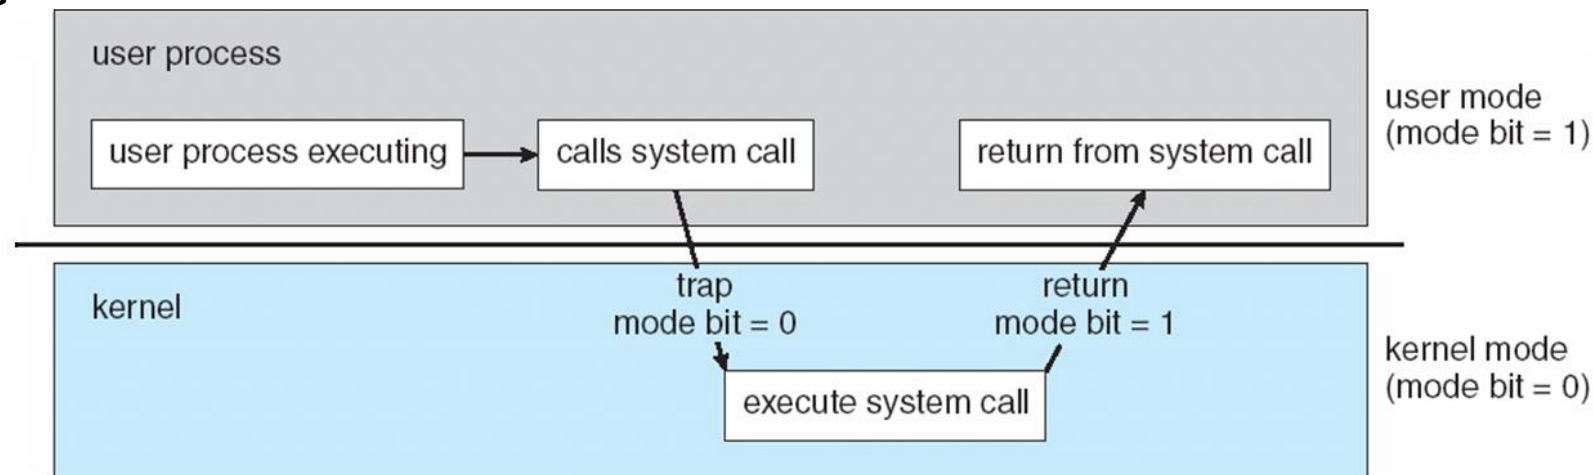 user process
user process executing
calls system call
return from system call
user mode
(mode bit = 1)
kernel
trap
mode bit = 0
return
mode bit = 1
execute system call
kernel mode
(mode bit = 0)